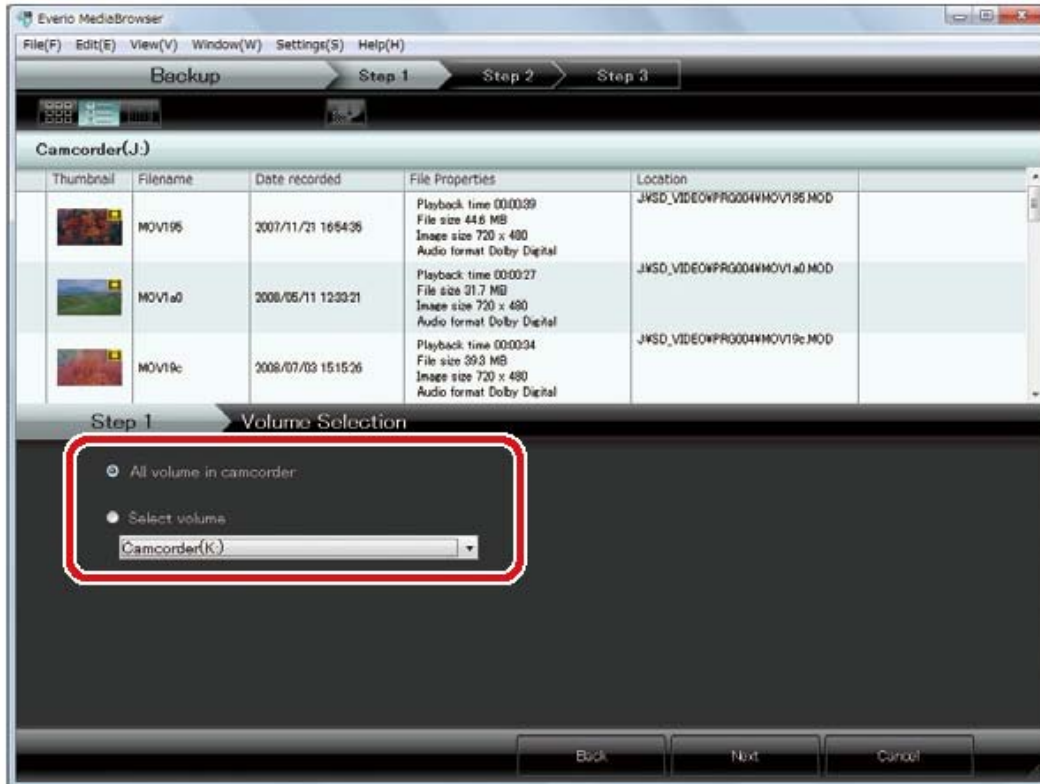 Everio MediaBrowser
File(F) Edit(E) View(V) Window(W) Settings(S) Help(H)
Backup Step 1 Step 2 Step 3
Camcorder(J:)
Thumbnail Filename Date recorded File Properties Location
MOV195 2007/11/21 16:54:35
Playback time 00:00:39
File size 44.6 MB
Image size 720 x 480
Audio format Dolby Digital
J:¥SD_VIDEO¥PRG004¥MOV195.MOD
MOV1a0 2008/05/11 12:33:21
Playback time 00:00:27
File size 31.7 MB
Image size 720 x 480
Audio format Dolby Digital
J:¥SD_VIDEO¥PRG004¥MOV1a0.MOD
MOV19c 2008/07/03 15:15:26
Playback time 00:00:34
File size 39.3 MB
Image size 720 x 480
Audio format Dolby Digital
J:¥SD_VIDEO¥PRG004¥MOV19c.MOD
Step 1 Volume Selection
All volume in camcorder
Select volume
Camcorder(K:)
Back Next Cancel